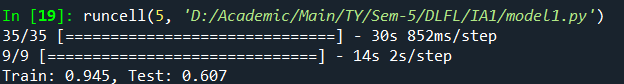 In [19]: runcell(5, 'D:/Academic/Main/TY/Sem-5/DLFL/IA1/model1.py')
35/35 [==============================] - 30s 852ms/step
9/9 [==============================] - 14s 2s/step
Train: 0.945, Test: 0.607